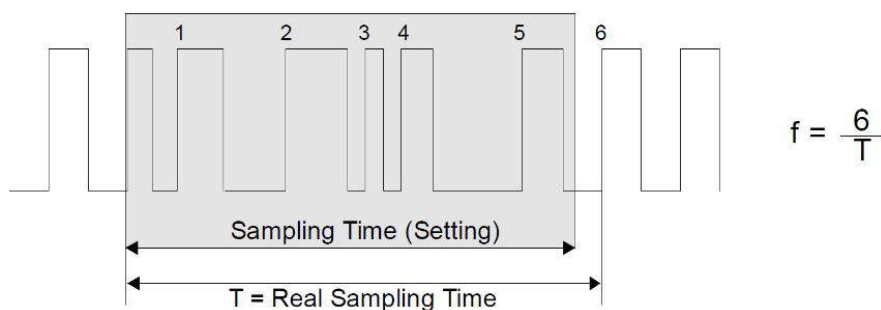 1 2 3 4 5 6
f = 6/T
Sampling Time (Setting)
T = Real Sampling Time